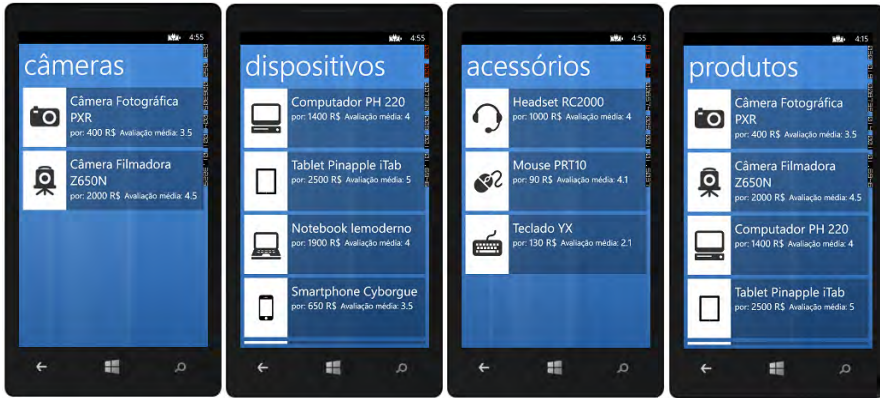 4:55
câmeras
Câmera Fotográfica
PXR
por: 400 R$ Avaliação média: 3.5
Câmera Filmadora
Z650N
por: 2000 R$ Avaliação média: 4.5
4:55
dispositivos
Computador PH 220
por: 1400 R$ Avaliação média: 4
Tablet Pinapple iTab
por: 2500 R$ Avaliação média: 5
Notebook lemoderno
por: 1900 R$ Avaliação média: 4
Smartphone Cyborgue
por: 650 R$ Avaliação média: 3.5
4:55
acessórios
Headset RC2000
por: 1000 R$ Avaliação média: 4
Mouse PRT10
por: 90 R$ Avaliação média: 4.1
Teclado YX
por: 130 R$ Avaliação média: 2.1
4:15
produtos
Câmera Fotográfica
PXR
por: 400 R$ Avaliação média: 3.5
Câmera Filmadora
Z650N
por: 2000 R$ Avaliação média: 4.5
Computador PH 220
por: 1400 R$ Avaliação média: 4
Tablet Pinapple iTab
por: 2500 R$ Avaliação média: 5